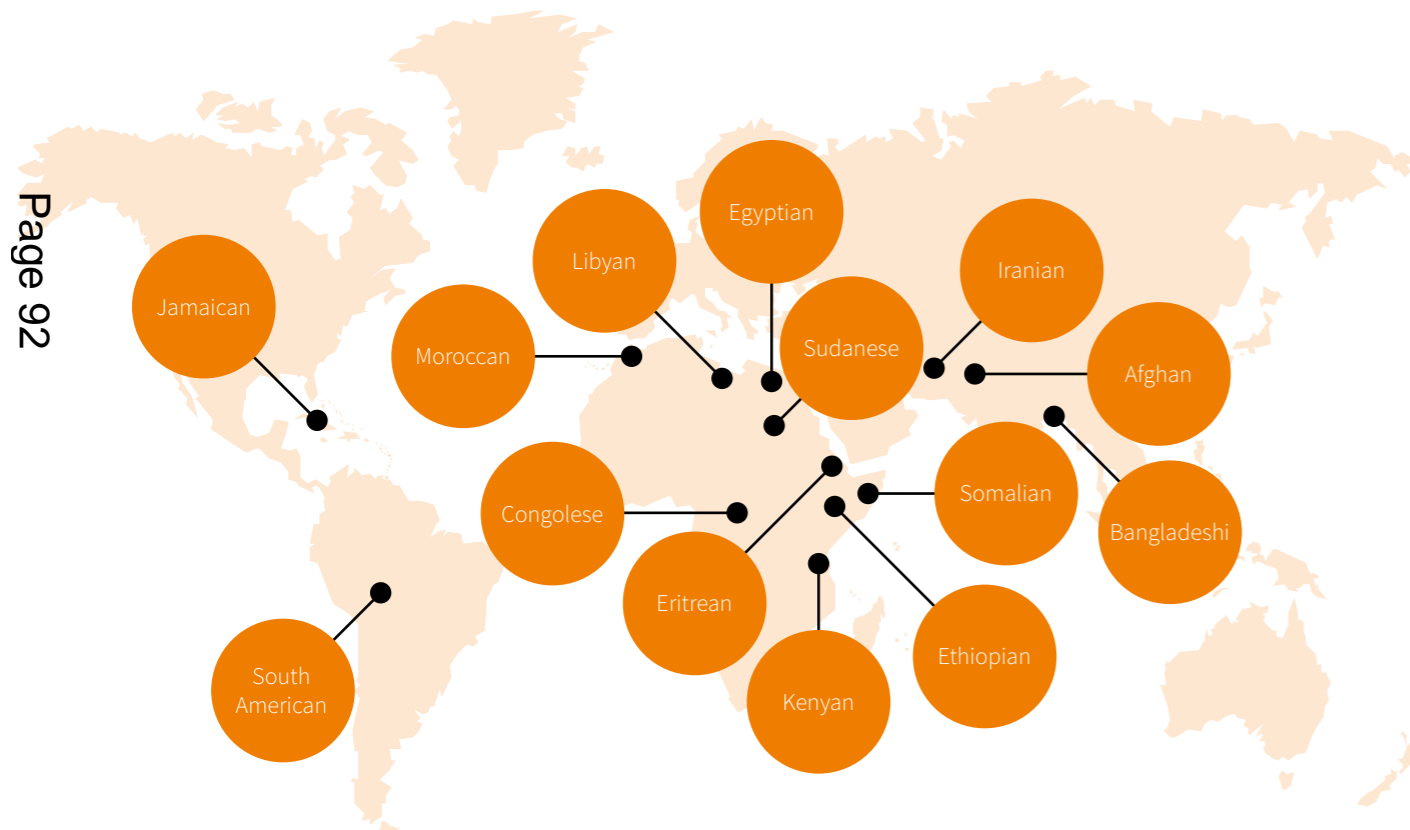 Page 92
Egyptian
Libyan
Iranian
Jamaican
Sudanese
Moroccan
Afghan
Somalian
Congolese
Bangladeshi
Eritrean
Ethiopian
South
American
Kenyan